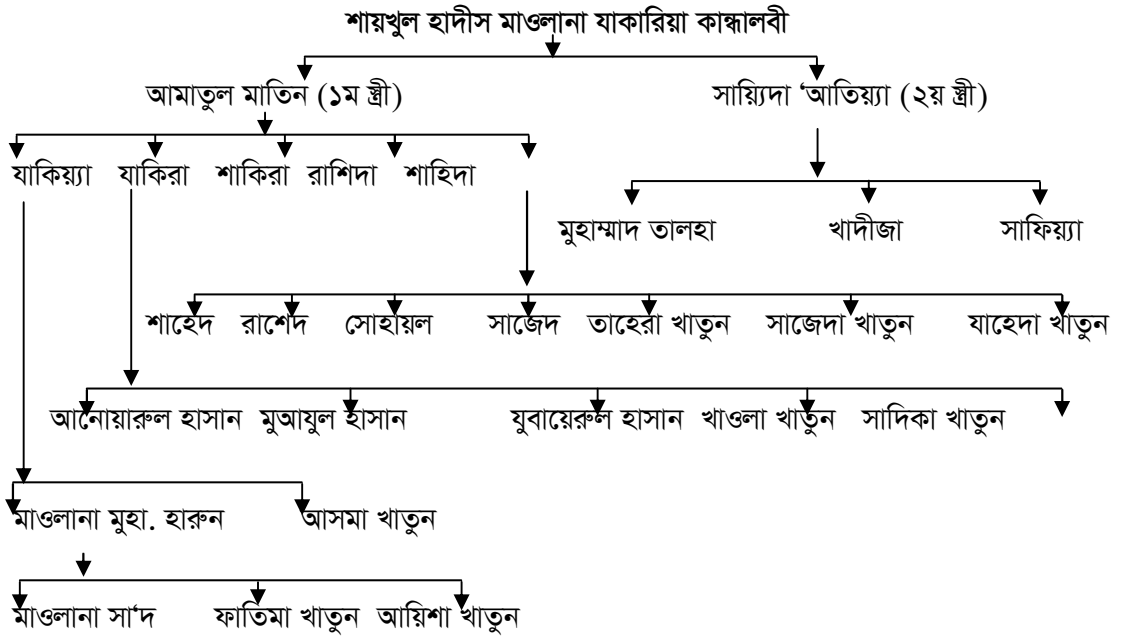 শায়খুল হাদীস মাওলানা যাকারিয়া কান্ধালবী
আমাতুল মাতিন (১ম স্ত্রী) সায়্যিদা ‘আতিয়্যা (২য় স্ত্রী)
যাকিয়্যা যাকিরা শাকিরা রাশিদা শাহিদা
মুহাম্মাদ তালহা খাদীজা সাফিয়্যা
শাহেদ রাশেদ সোহায়ল সাজেদ তাহেরা খাতুন সাজেদা খাতুন যাহেদা খাতুন
আনোয়ারুল হাসান মুআযুল হাসান যুবায়েরুল হাসান খাওলা খাতুন সাদিকা খাতুন
মাওলানা মুহা. হারুন আসমা খাতুন
মাওলানা সা‘দ ফাতিমা খাতুন আয়িশা খাতুন